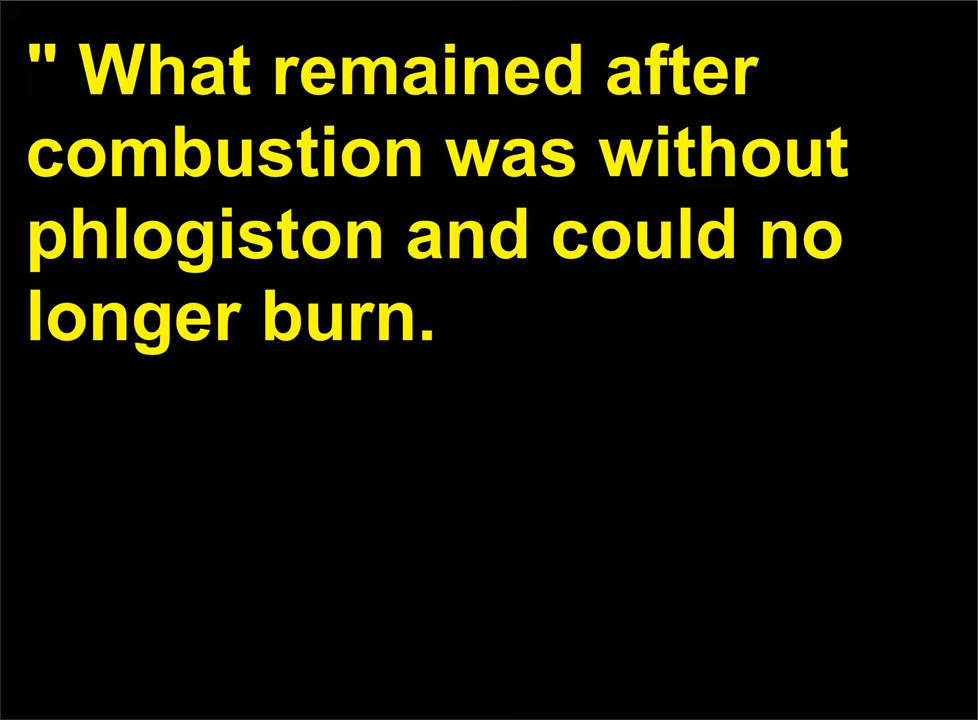 " What remained after
combustion was without
phlogiston and could no
longer burn.